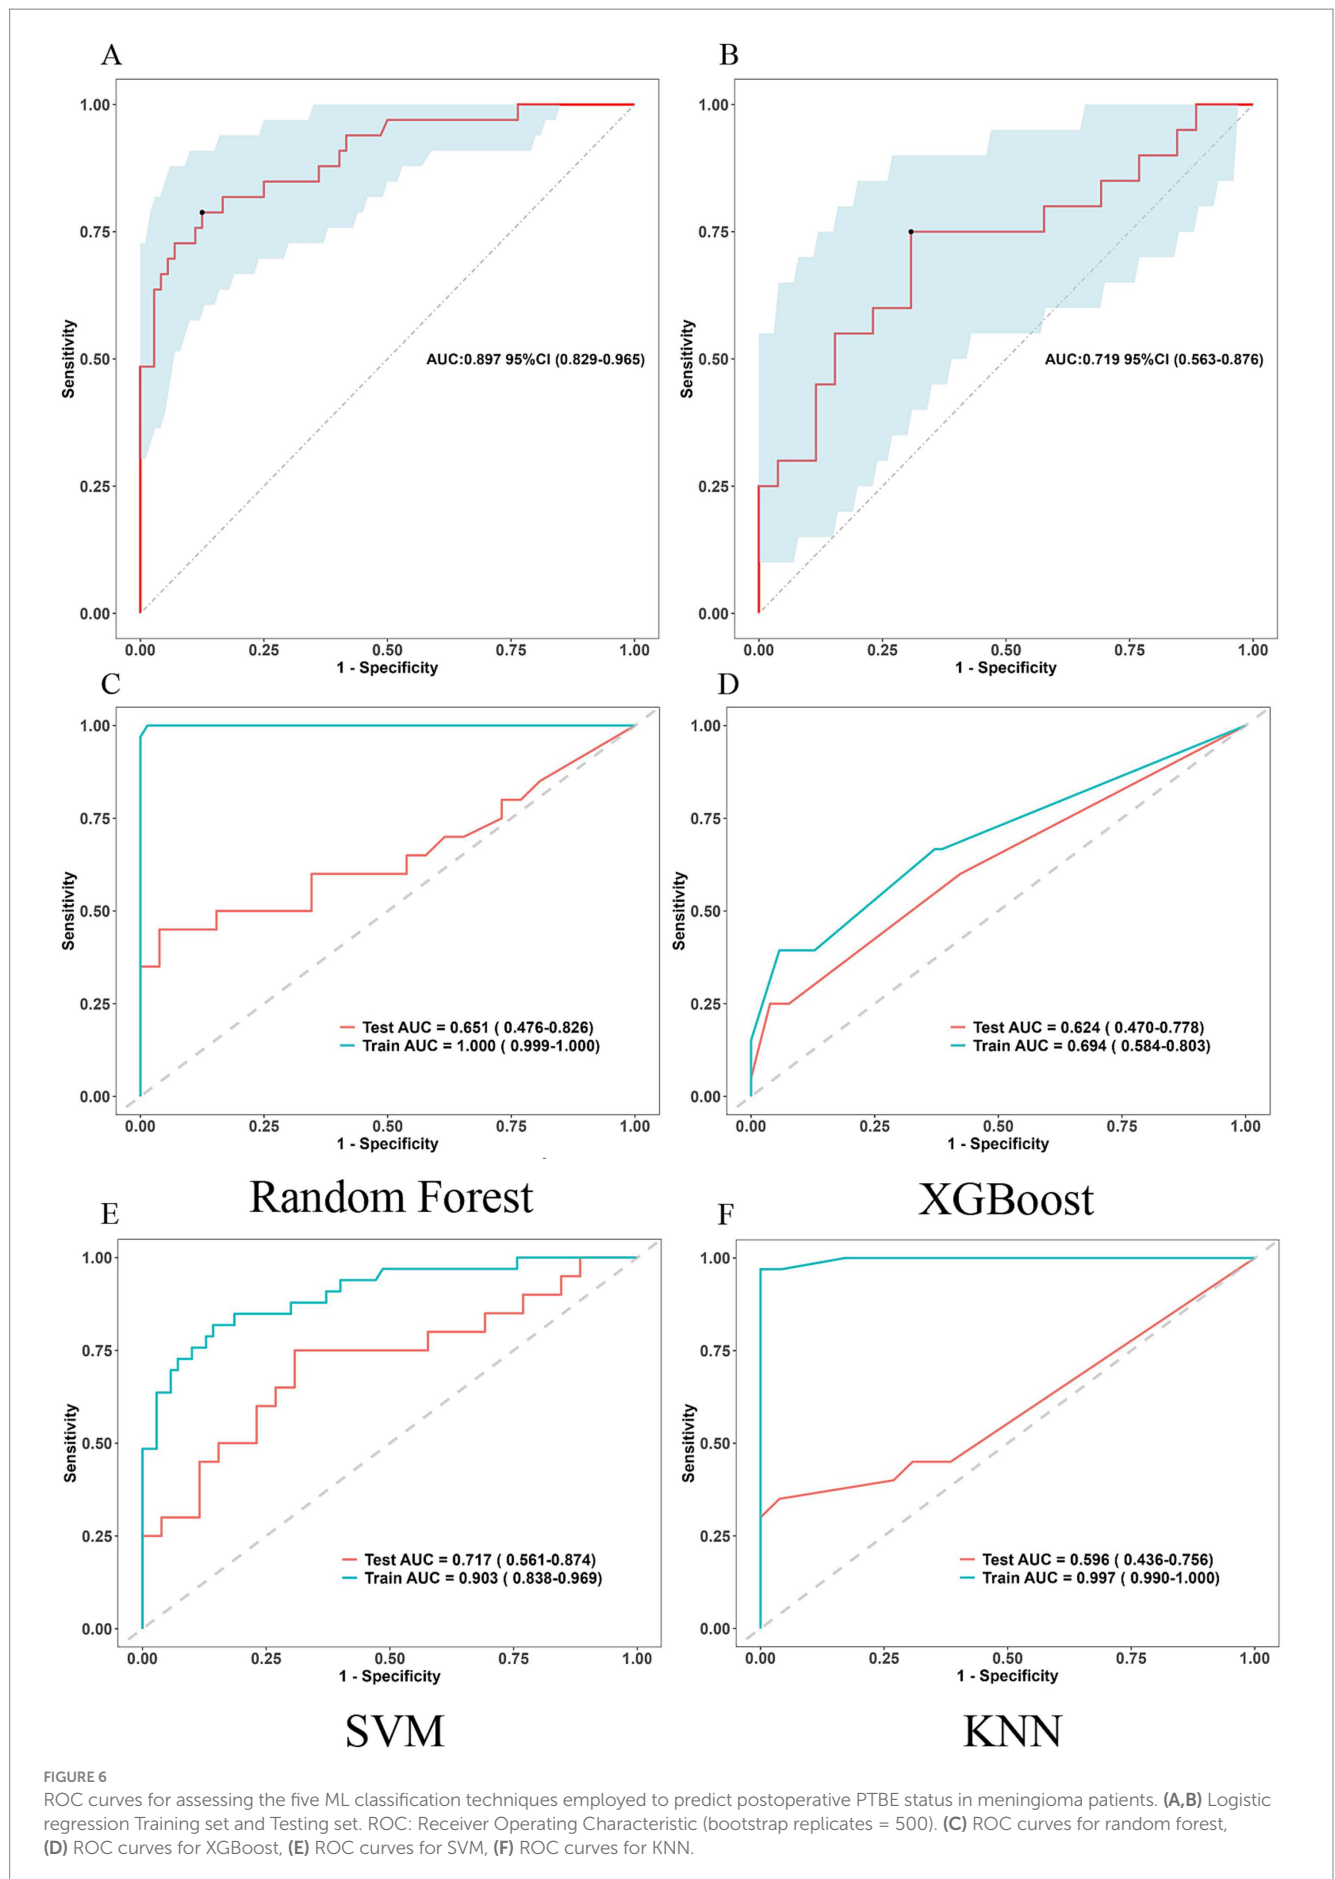 A
1.00
0.75
0.50
0.25
0.00
Sensitivity
AUC:0.897 95%CI (0.829-0.965)
0.00 0.25 0.50 0.75 1.00
1 - Specificity
B
1.00
0.75
0.50
0.25
0.00
Sensitivity
AUC:0.719 95%CI (0.563-0.876)
0.00 0.25 0.50 0.75 1.00
1 - Specificity
C
1.00
0.75
0.50
0.25
0.00
Sensitivity
Test AUC = 0.651 ( 0.476-0.826)
Train AUC = 1.000 ( 0.999-1.000)
0.00 0.25 0.50 0.75 1.00
1 - Specificity
Random Forest
D
1.00
0.75
0.50
0.25
0.00
Sensitivity
Test AUC = 0.624 ( 0.470-0.778)
Train AUC = 0.694 ( 0.584-0.803)
0.00 0.25 0.50 0.75 1.00
1 - Specificity
XGBoost
E
1.00
0.75
0.50
0.25
0.00
Sensitivity
Test AUC = 0.717 ( 0.561-0.874)
Train AUC = 0.903 ( 0.838-0.969)
0.00 0.25 0.50 0.75 1.00
1 - Specificity
SVM
F
1.00
0.75
0.50
0.25
0.00
Sensitivity
Test AUC = 0.596 ( 0.436-0.756)
Train AUC = 0.997 ( 0.990-1.000)
0.00 0.25 0.50 0.75 1.00
1 - Specificity
KNN
FIGURE 6
ROC curves for assessing the five ML classification techniques employed to predict postoperative PTBE status in meningioma patients. (A,B) Logistic
regression Training set and Testing set. ROC: Receiver Operating Characteristic (bootstrap replicates = 500). (C) ROC curves for random forest,
(D) ROC curves for XGBoost, (E) ROC curves for SVM, (F) ROC curves for KNN.